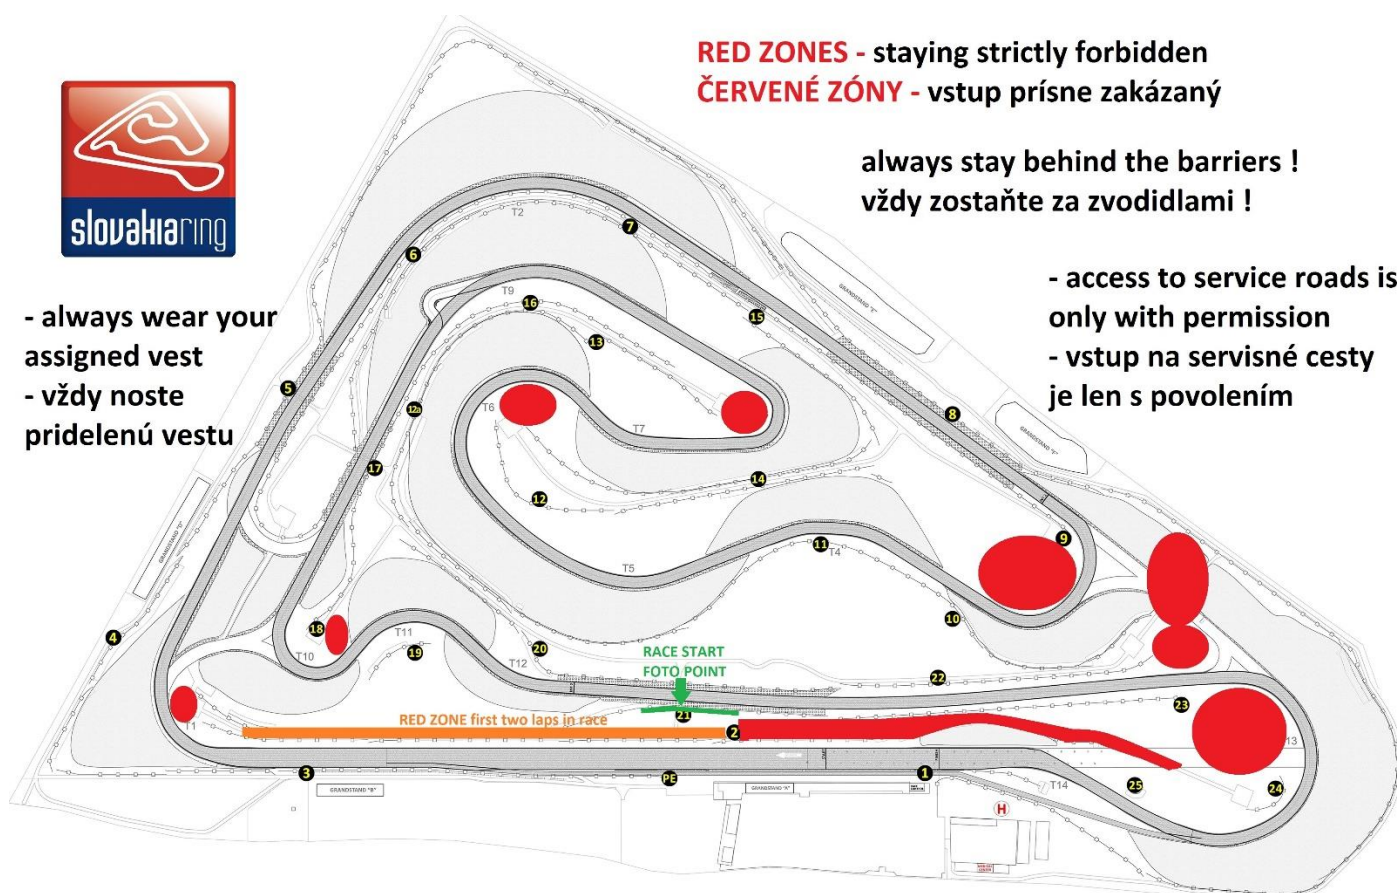 RED ZONES - staying strictly forbidden
ČERVENÉ ZÓNY - vstup prísne zakázaný
always stay behind the barriers !
vždy zostaňte za zvodidlami !
slovakiaring
- always wear your
assigned vest
- vždy noste
pridelenú vestu
- access to service roads is
only with permission
- vstup na servisné cesty
je len s povolením
T2
7
6
T9
16
15
13
GRANDSTAND "E"
5
12a
T6
T7
8
GRANDSTAND "F"
17
14
12
GRANDSTAND "D"
9
11
T4
T5
4
18
T10
T11
19
20
T12
10
RACE START
FOTO POINT
22
23
21
T1
RED ZONE first two laps in race
2
13
3
PE
1
T14
25
24
GRANDSTAND "B"
GRANDSTAND "A"
H